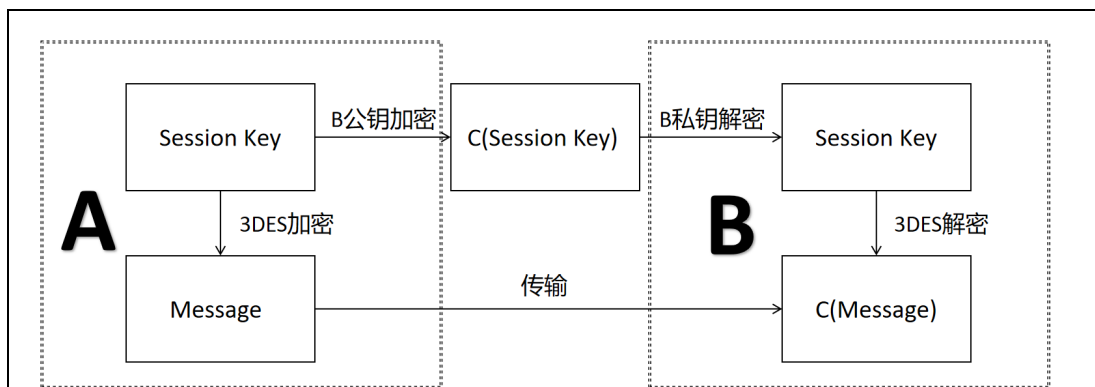 Session Key
B公钥加密
C(Session Key)
B私钥解密
Session Key
A
3DES加密
B
3DES解密
Message
传输
C(Message)